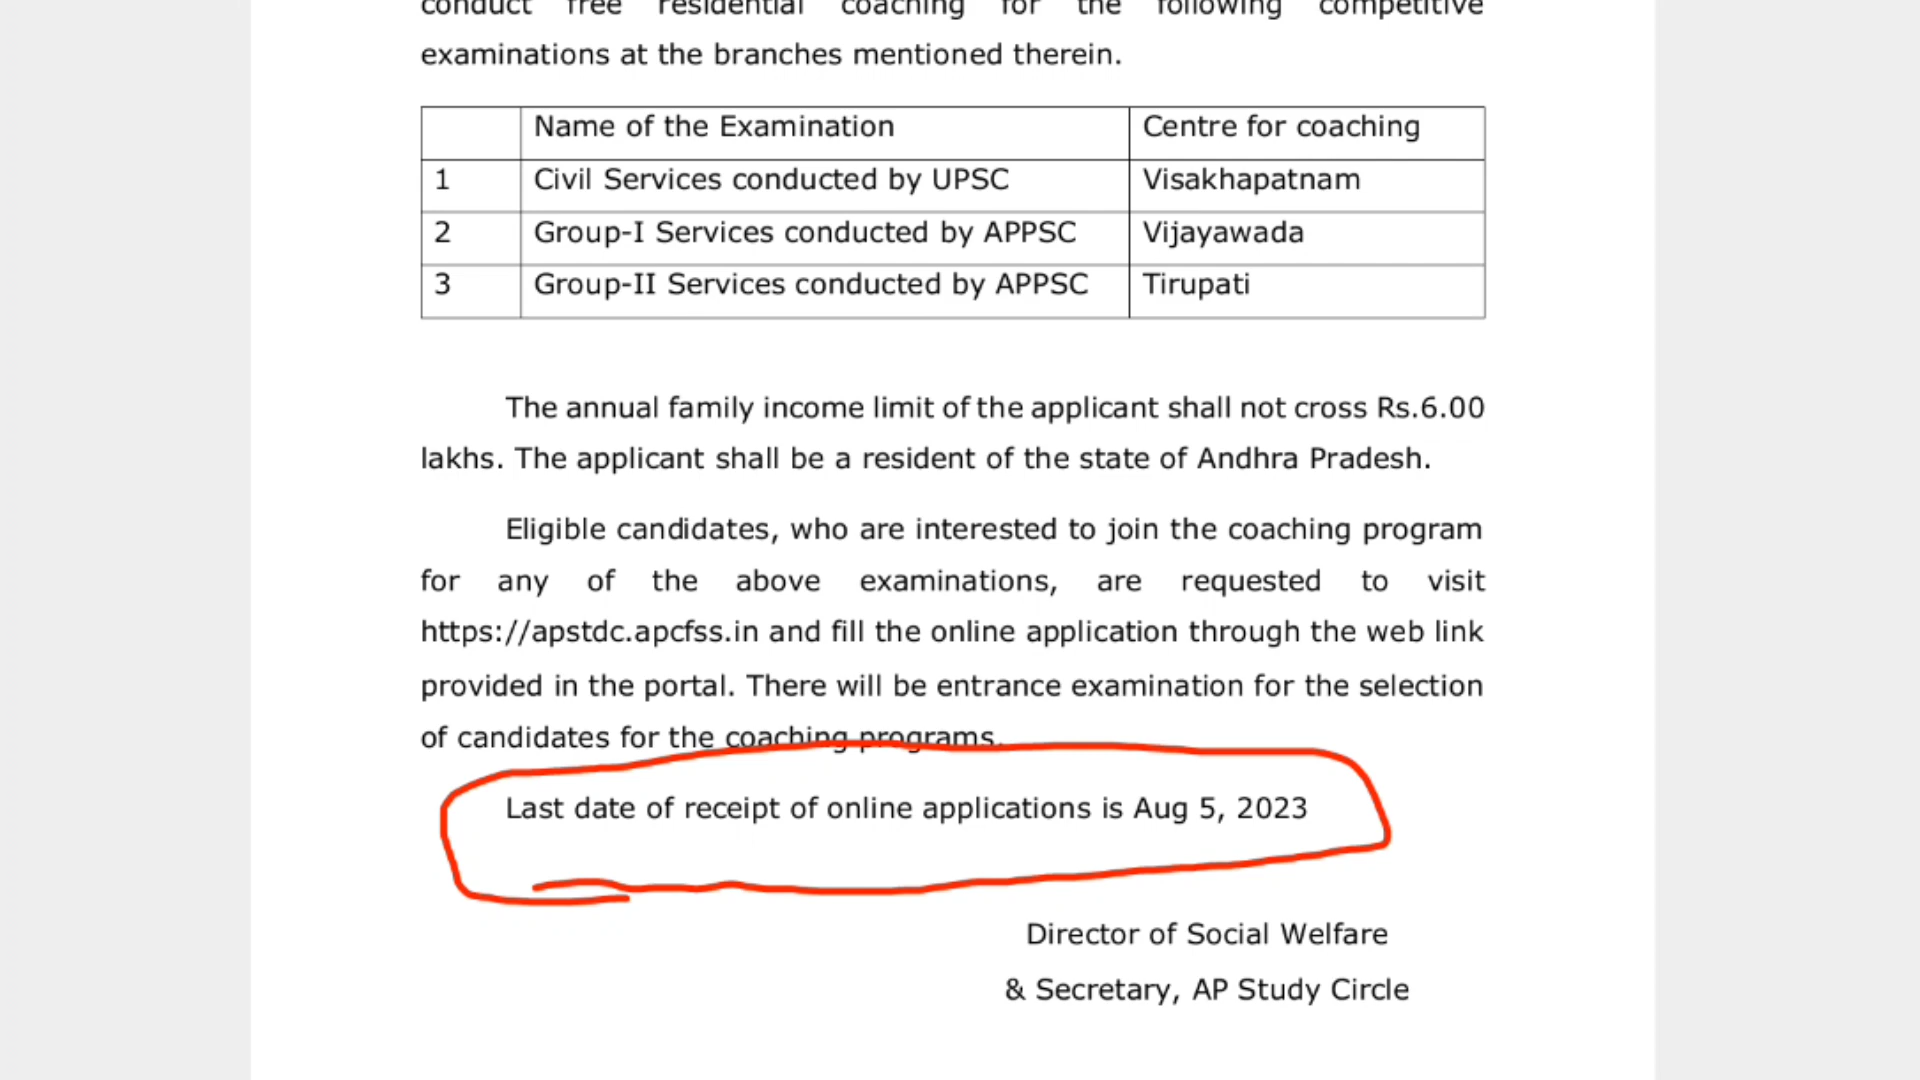 conduct free residential coaching for the following competitive
examinations at the branches mentioned therein.
Name of the Examination Centre for coaching
1 Civil Services conducted by UPSC Visakhapatnam
2 Group-I Services conducted by APPSC Vijayawada
3 Group-II Services conducted by APPSC Tirupati
The annual family income limit of the applicant shall not cross Rs.6.00
lakhs. The applicant shall be a resident of the state of Andhra Pradesh.
Eligible candidates, who are interested to join the coaching program
for any of the above examinations, are requested to visit
https://apstdc.apcfss.in and fill the online application through the web link
provided in the portal. There will be entrance examination for the selection
of candidates for the coaching programs.
Last date of receipt of online applications is Aug 5, 2023
Director of Social Welfare
& Secretary, AP Study Circle